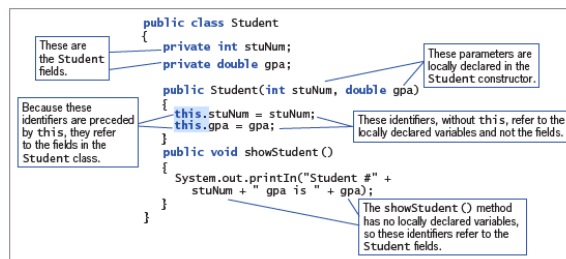 public class Student
{
These are
the Student
fields.
private int stuNum;
private double gpa;
These parameters are
locally declared in the
Student constructor.
public Student(int stuNum, double gpa)
{
Because these
identifiers are preceded
by this, they refer
to the fields in the
Student class.
this.stuNum = stuNum;
this.gpa = gpa;
}
These identifiers, without this, refer to the
locally declared variables and not the fields.
public void showStudent()
{
System.out.printIn("Student #" +
stuNum + " gpa is " + gpa);
}
}
The showStudent() method
has no locally declared variables,
so these identifiers refer to the
Student fields.